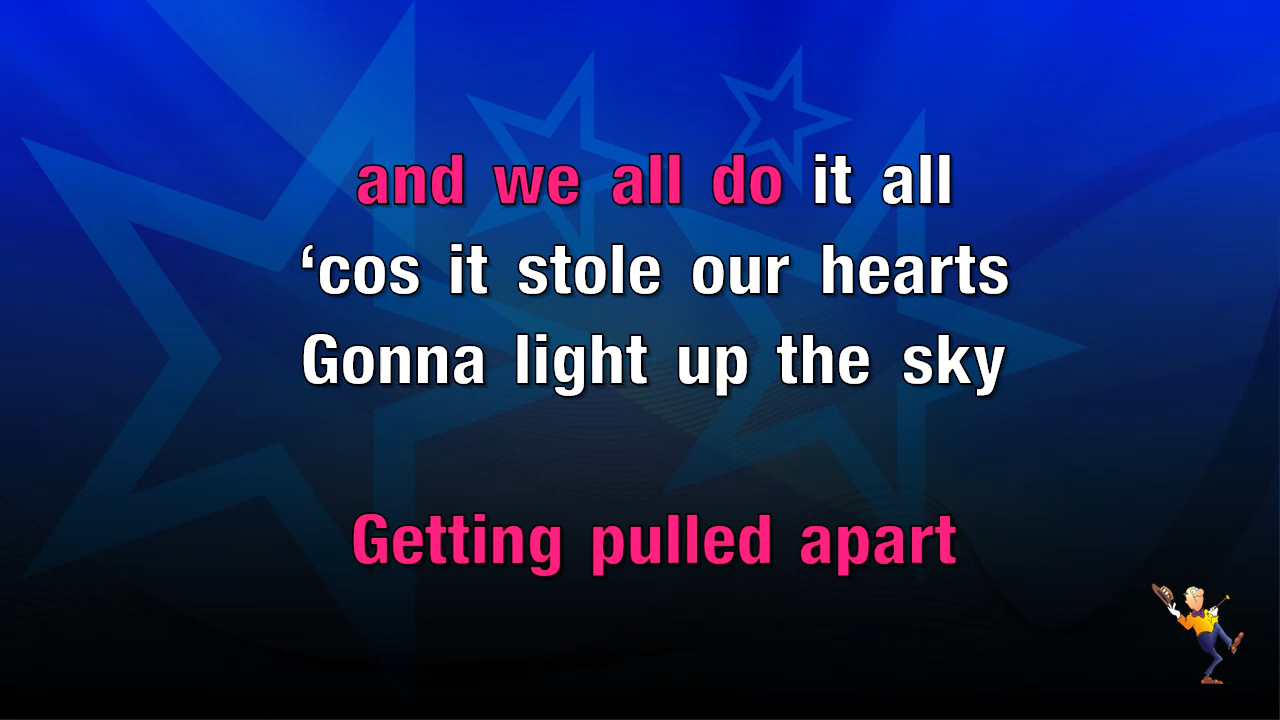 and we all do it all
‘cos it stole our hearts
Gonna light up the sky
Getting pulled apart